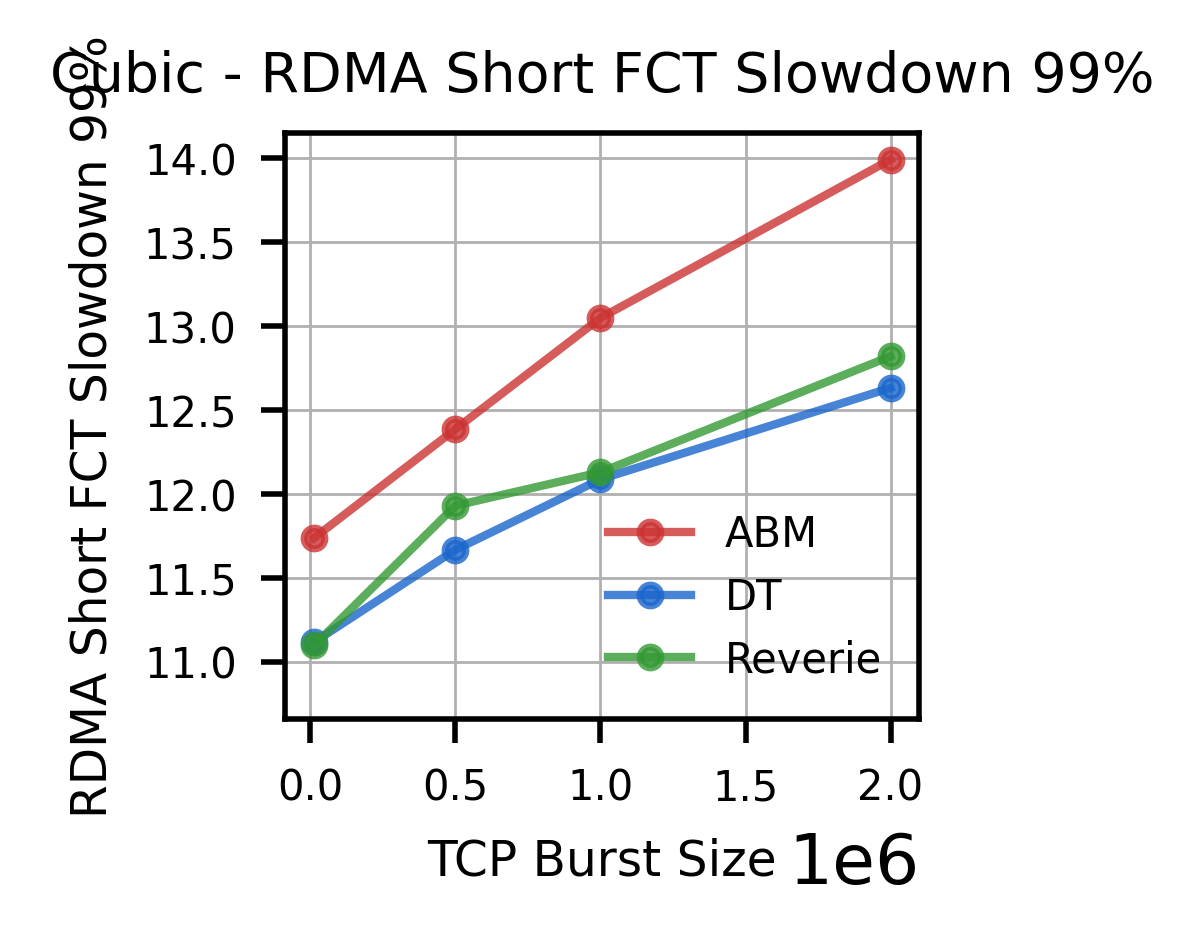 Cubic - RDMA Short FCT Slowdown 99%
RDMA Short FCT Slowdown 99%
14.0
13.5
13.0
12.5
12.0
11.5
11.0
ABM
DT
Reverie
0.0 0.5 1.0 1.5 2.0
TCP Burst Size 1e6